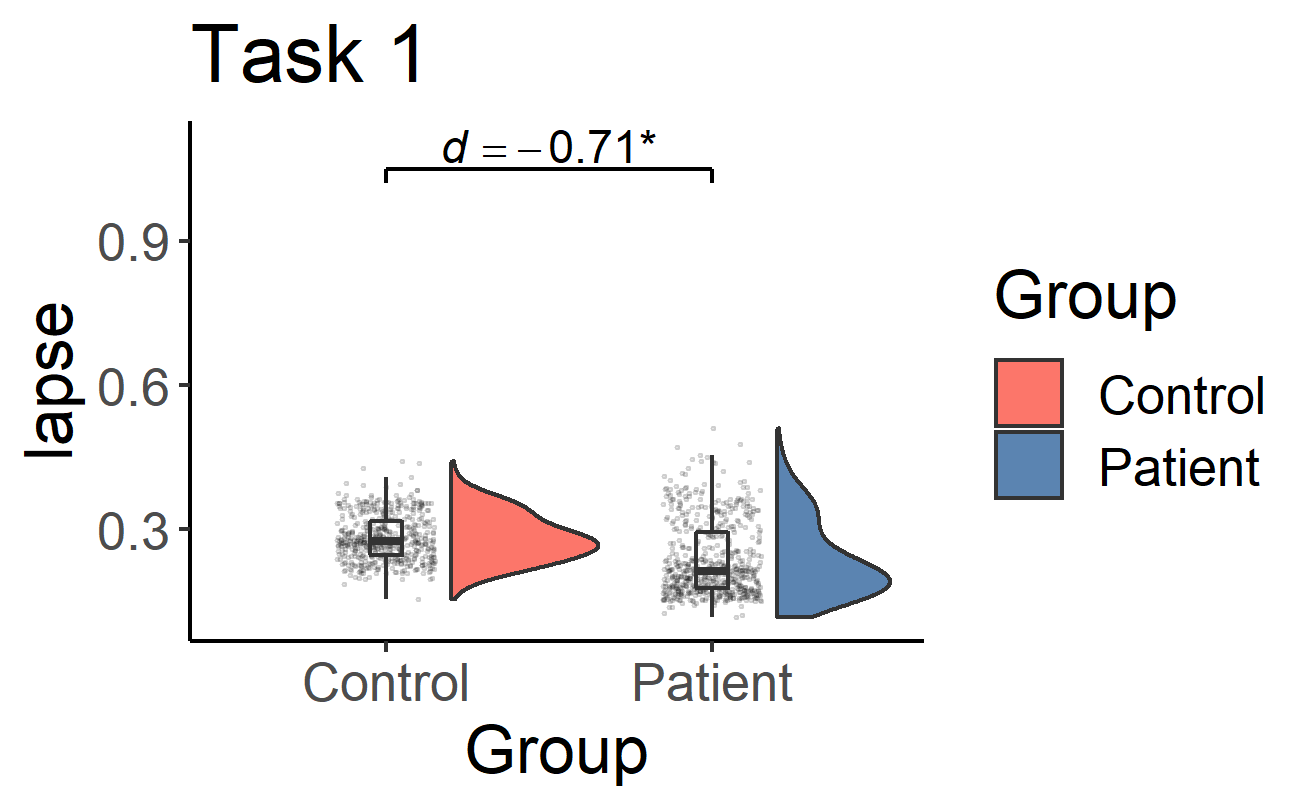 Task 1
d = −0.71*
0.9
0.6
0.3
lapse
Control
Patient
Group
Group
Control
Patient